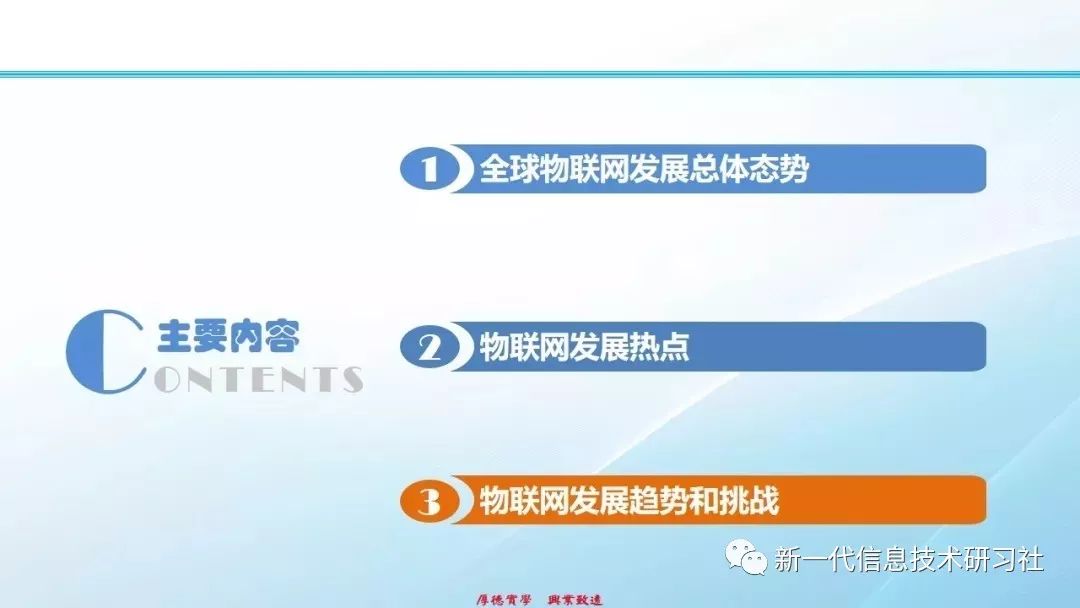 1 全球物联网发展总体态势
主要内容
CONTENTS
2 物联网发展热点
3 物联网发展趋势和挑战
新一代信息技术研习社
厚德實學 興業致遠